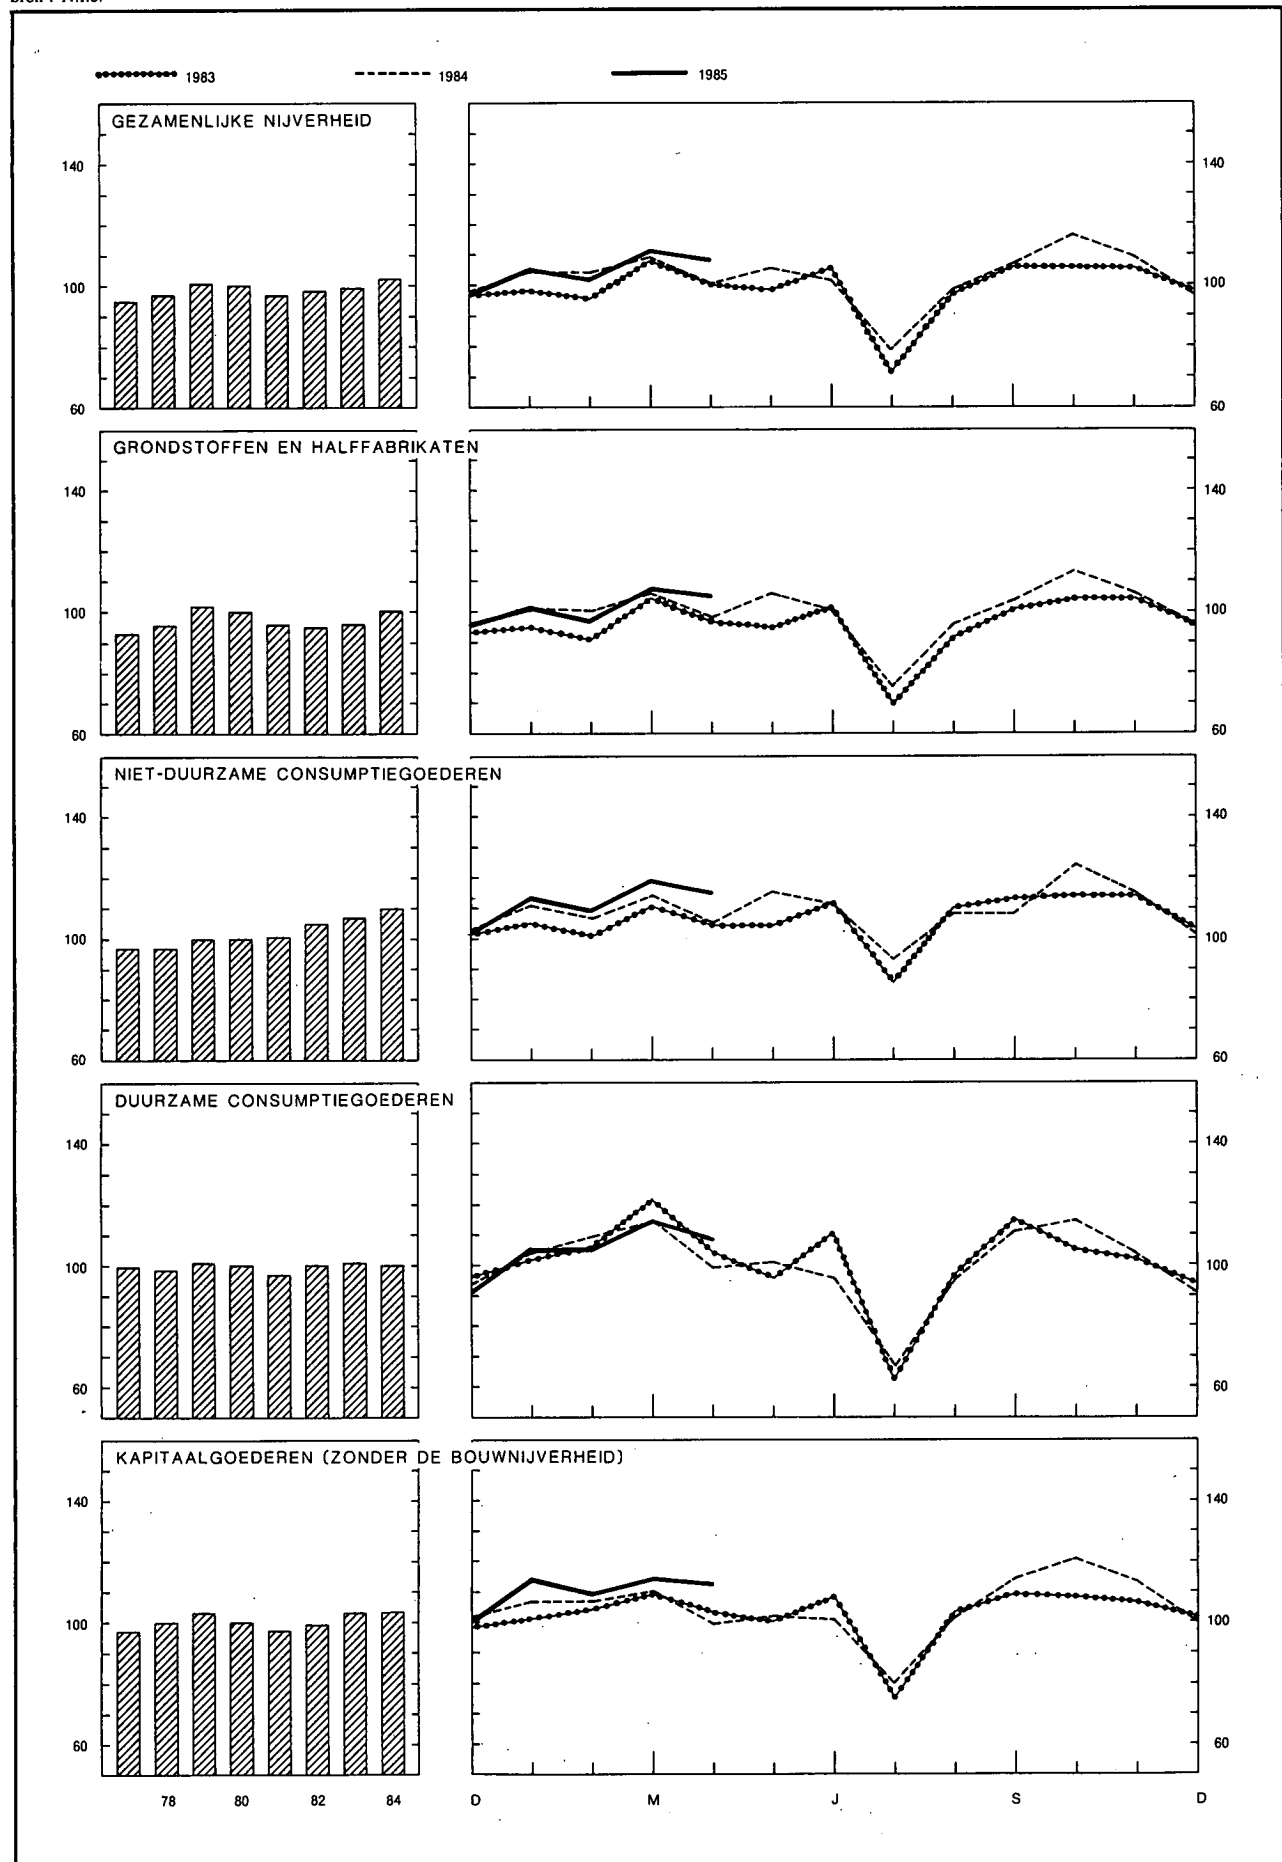 1983 1984 1985
GEZAMENLIJKE NIJVERHEID
140 140
100 100
60 60
GRONDSTOFFEN EN HALFFABRIKATEN
140 140
100 100
60 60
NIET-DUURZAME CONSUMPTIEGOEDEREN
140 140
100 100
60 60
DUURZAME CONSUMPTIEGOEDEREN
140 140
100 100
60 60
KAPITAALGOEDEREN (ZONDER DE BOUWNIJVERHEID)
140 140
100 100
60 60
78 80 82 84 D M J S D